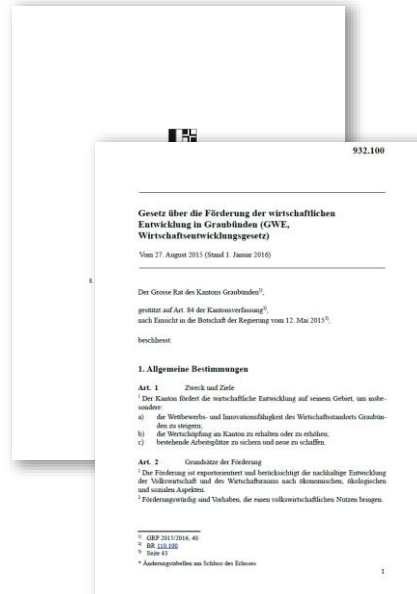 8.
932.100
Gesetz über die Förderung der wirtschaftlichen
Entwicklung in Graubünden (GWE,
Wirtschaftsentwicklungsgesetz)
Vom 27. August 2015 (Stand 1. Januar 2016)
Der Grosse Rat des Kantons Graubünden¹⁾,
gestützt auf Art. 84 der Kantonsverfassung²⁾,
nach Einsicht in die Botschaft der Regierung vom 12. Mai 2015³⁾,
beschliesst:
1. Allgemeine Bestimmungen
Art. 1 Zweck und Ziele
¹ Der Kanton fördert die wirtschaftliche Entwicklung auf seinem Gebiet, um insbe-
sondere:
a) die Wettbewerbs- und Innovationsfähigkeit des Wirtschaftsstandorts Graubün-
den zu steigern;
b) die Wertschöpfung im Kanton zu erhalten oder zu erhöhen;
c) bestehende Arbeitsplätze zu sichern und neue zu schaffen.
Art. 2 Grundsätze der Förderung
¹ Die Förderung ist exportorientiert und berücksichtigt die nachhaltige Entwicklung
der Volkswirtschaft und des Wirtschaftsraums nach ökonomischen, ökologischen
und sozialen Aspekten.
² Förderungswürdig sind Vorhaben, die einen volkswirtschaftlichen Nutzen bringen.
¹⁾ GRP 2015/2016, 40
²⁾ BR 110.100
³⁾ Seite 43
* Änderungstabellen am Schluss des Erlasses
1